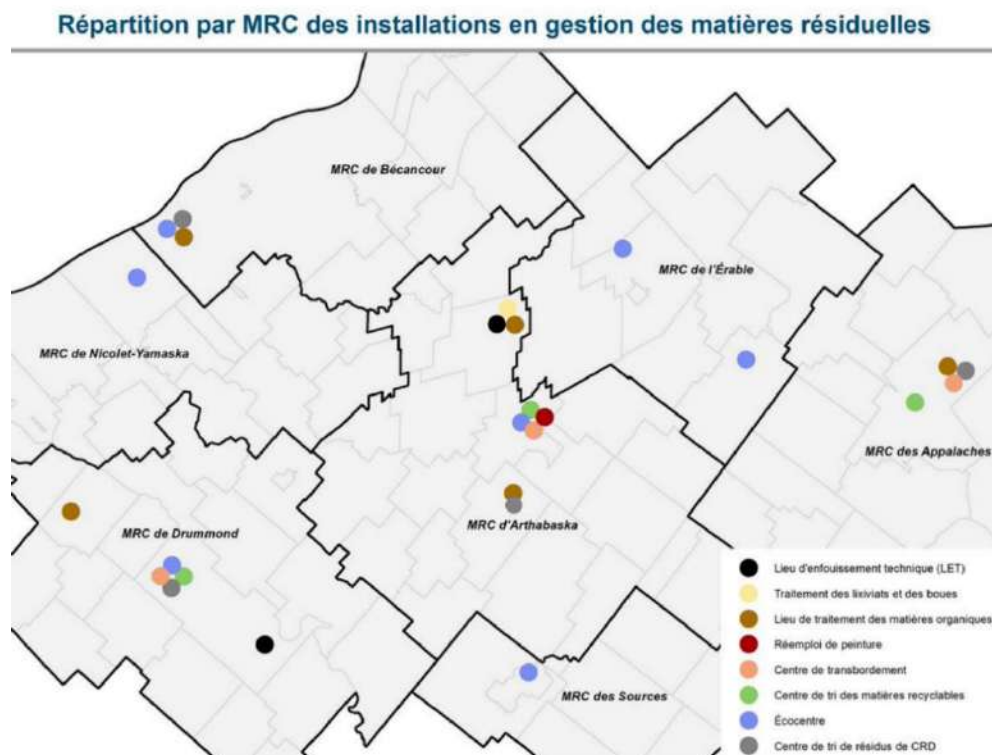 Répartition par MRC des installations en gestion des matières résiduelles
MRC de Bécancour
MRC de l'Érable
MRC de Nicolet-Yamaska
MRC des Appalaches
MRC d'Arthabaska
MRC de Drummond
MRC des Sources
Lieu d'enfouissement technique (LET)
Traitement des lixiviats et des boues
Lieu de traitement des matières organiques
Réemploi de peinture
Centre de transbordement
Centre de tri des matières recyclables
Écocentre
Centre de tri de résidus de CRD